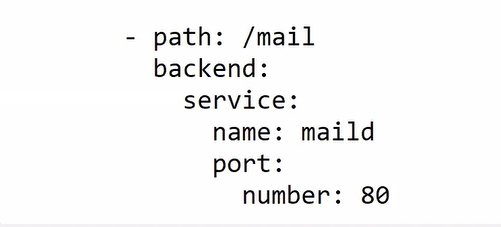 - path: /mail
  backend:
    service:
      name: maild
      port:
        number: 80